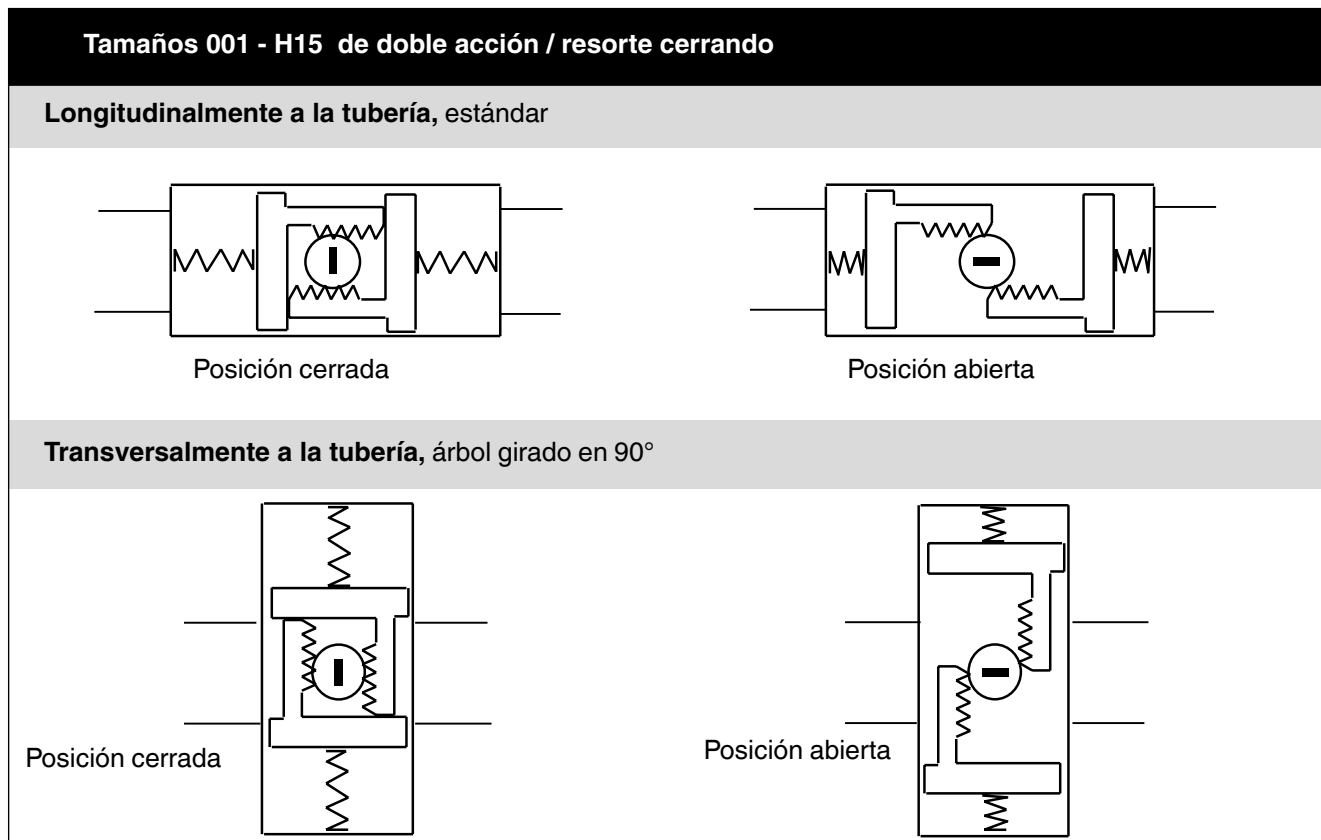 Tamaños 001 - H15 de doble acción / resorte cerrando
Longitudinalmente a la tubería, estándar
Posición cerrada
Posición abierta
Transversalmente a la tubería, árbol girado en 90°
Posición cerrada
Posición abierta